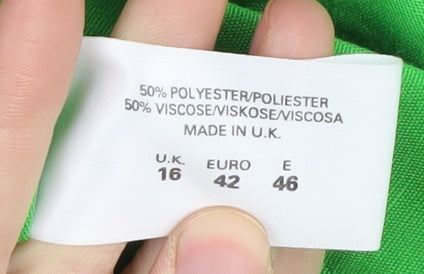 50% POLYESTER/POLIESTER
50% VISCOSE/VISKOSE/VISCOSA
MADE IN U.K.
U.K. EURO E
16 42 46